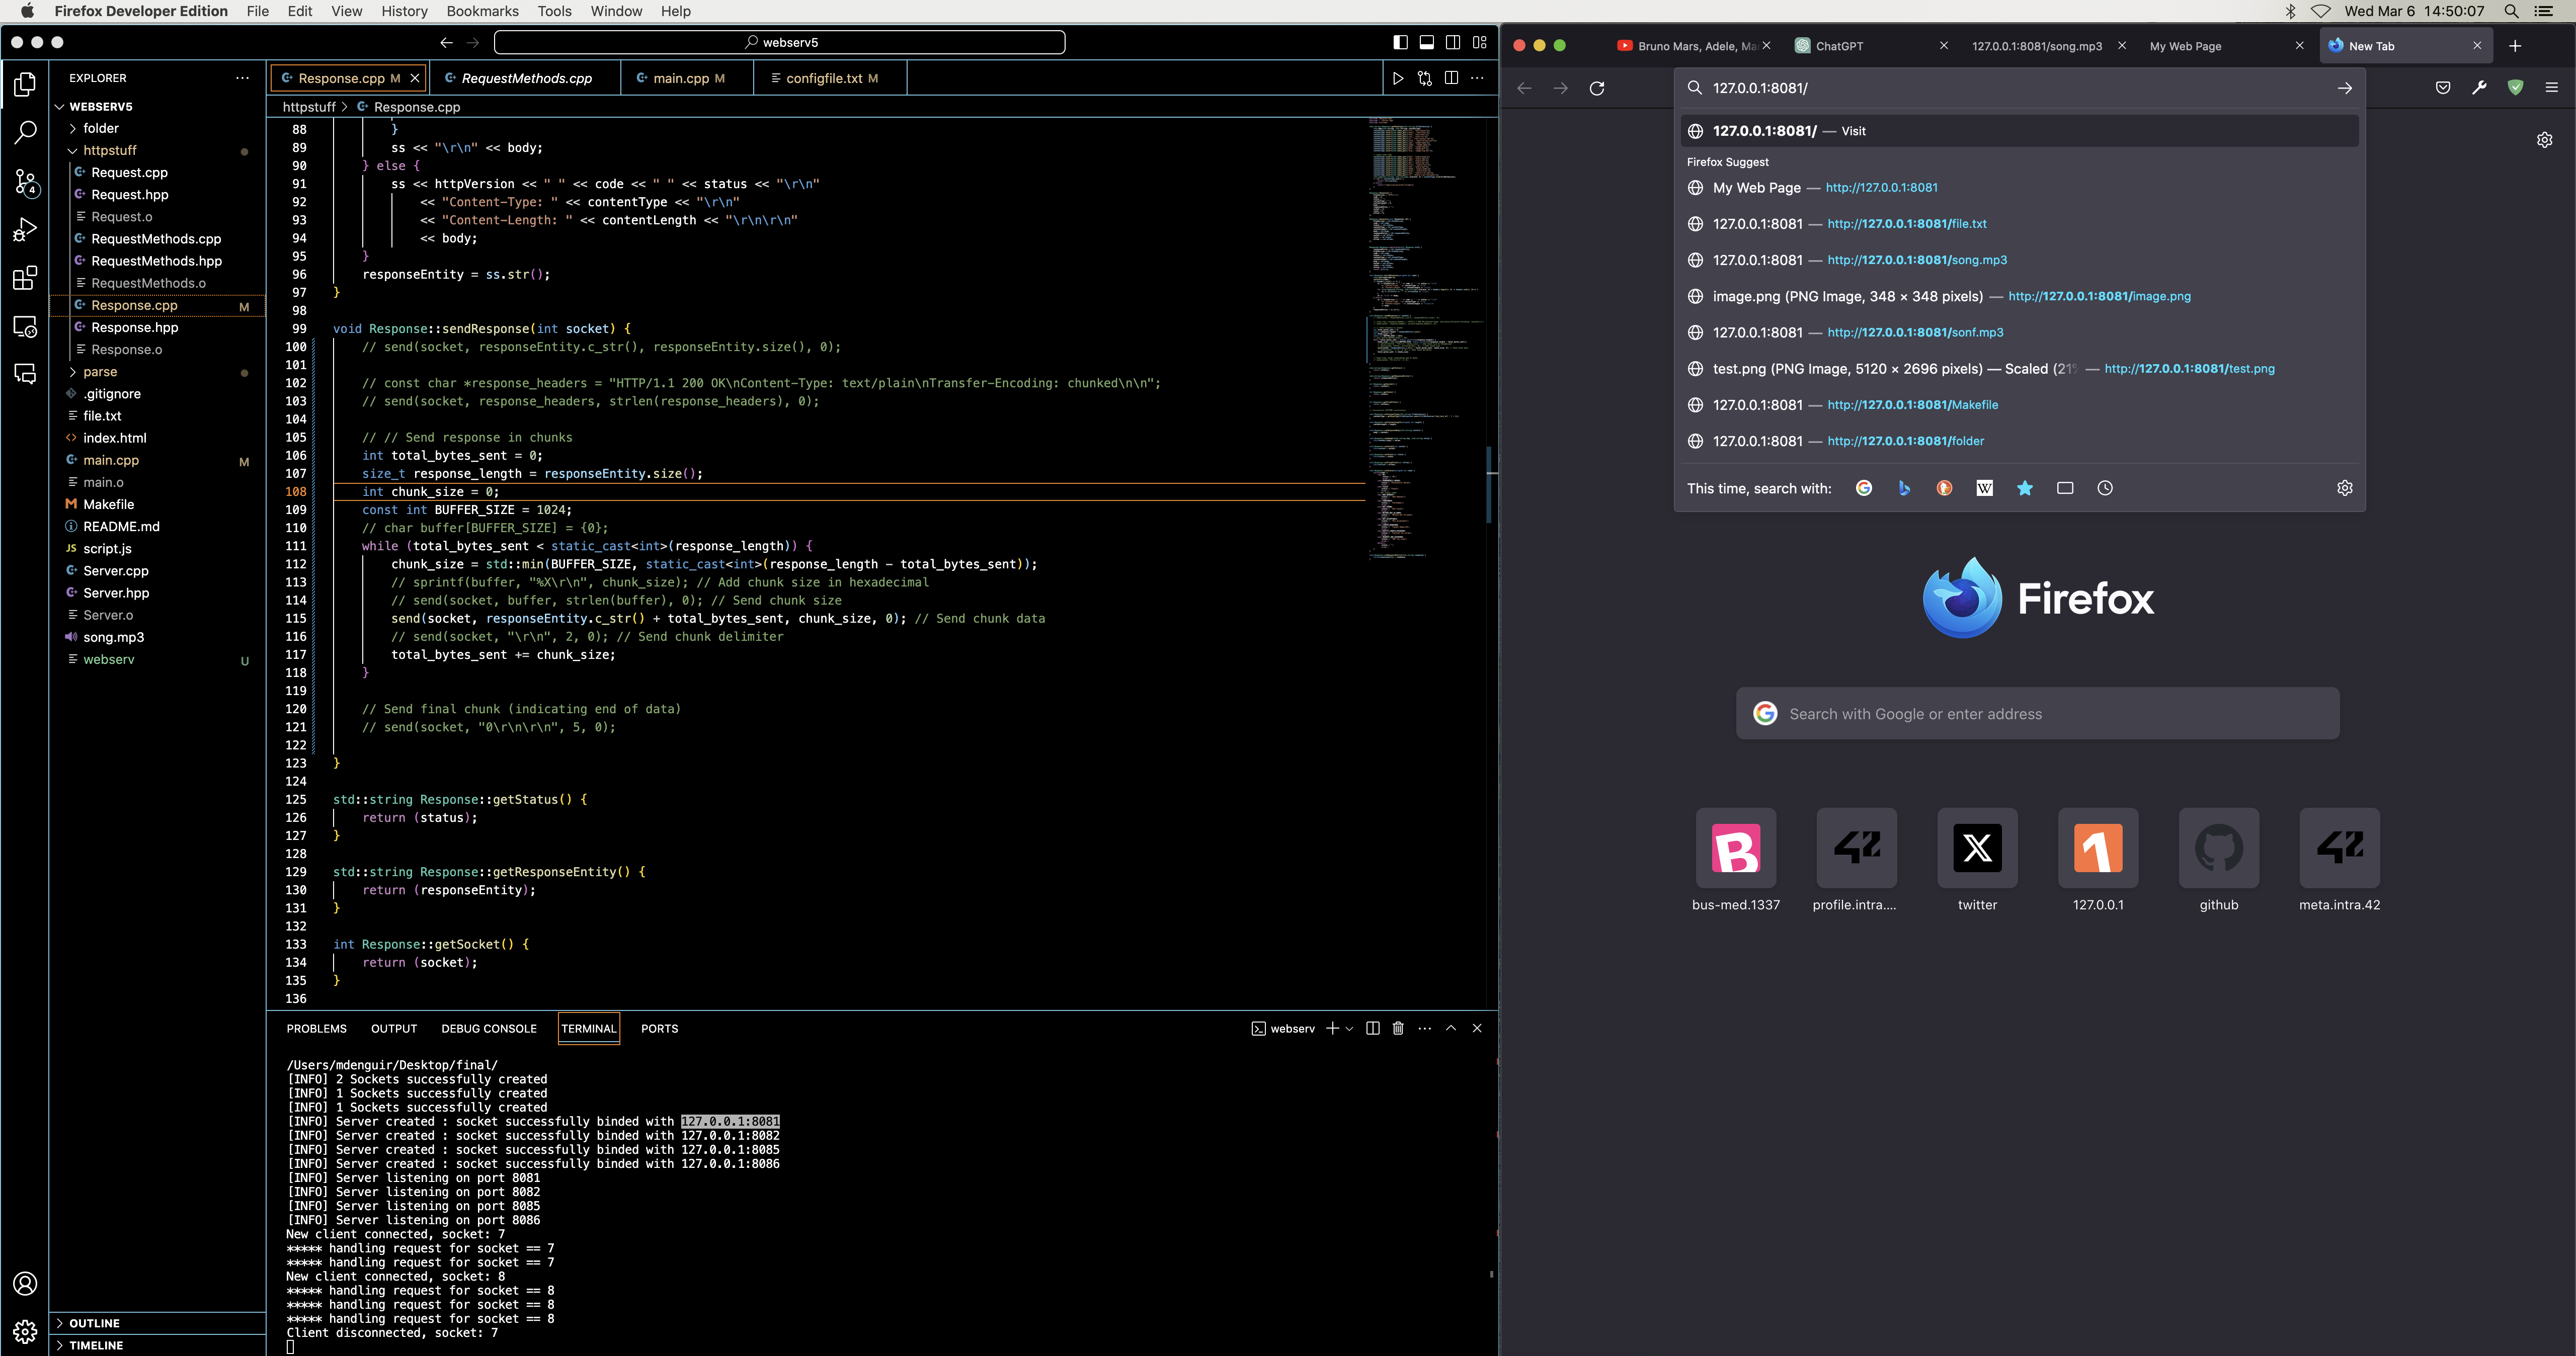 Firefox Developer Edition File Edit View History Bookmarks Tools Window Help
Wed Mar 6 14:50:07
webserv5
EXPLORER
WEBSERV5
folder
httpstuff
Request.cpp
Request.hpp
Request.o
RequestMethods.cpp
RequestMethods.hpp
RequestMethods.o
Response.cpp M
Response.hpp
Response.o
parse
.gitignore
file.txt
index.html
main.cpp M
main.o
Makefile
README.md
JS script.js
Server.cpp
Server.hpp
Server.o
song.mp3
webserv U
4
OUTLINE
TIMELINE
Response.cpp M RequestMethods.cpp main.cpp M configfile.txt M
httpstuff > Response.cpp
88 }
89 ss << "\r\n" << body;
90 } else {
91 ss << httpVersion << " " << code << " " << status << "\r\n"
92 << "Content-Type: " << contentType << "\r\n"
93 << "Content-Length: " << contentLength << "\r\n\r\n"
94 << body;
95 }
96 responseEntity = ss.str();
97 }
98
99 void Response::sendResponse(int socket) {
100 // send(socket, responseEntity.c_str(), responseEntity.size(), 0);
101
102 // const char *response_headers = "HTTP/1.1 200 OK\nContent-Type: text/plain\nTransfer-Encoding: chunked\n\n";
103 // send(socket, response_headers, strlen(response_headers), 0);
104
105 // // Send response in chunks
106 int total_bytes_sent = 0;
107 size_t response_length = responseEntity.size();
108 int chunk_size = 0;
109 const int BUFFER_SIZE = 1024;
110 // char buffer[BUFFER_SIZE] = {0};
111 while (total_bytes_sent < static_cast<int>(response_length)) {
112 chunk_size = std::min(BUFFER_SIZE, static_cast<int>(response_length - total_bytes_sent));
113 // sprintf(buffer, "%X\r\n", chunk_size); // Add chunk size in hexadecimal
114 // send(socket, buffer, strlen(buffer), 0); // Send chunk size
115 send(socket, responseEntity.c_str() + total_bytes_sent, chunk_size, 0); // Send chunk data
116 // send(socket, "\r\n", 2, 0); // Send chunk delimiter
117 total_bytes_sent += chunk_size;
118 }
119
120 // Send final chunk (indicating end of data)
121 // send(socket, "0\r\n\r\n", 5, 0);
122
123 }
124
125 std::string Response::getStatus() {
126 return (status);
127 }
128
129 std::string Response::getResponseEntity() {
130 return (responseEntity);
131 }
132
133 int Response::getSocket() {
134 return (socket);
135 }
136
PROBLEMS OUTPUT DEBUG CONSOLE TERMINAL PORTS
webserv
/Users/mdenguir/Desktop/final/
[INFO] 2 Sockets successfully created
[INFO] 1 Sockets successfully created
[INFO] 1 Sockets successfully created
[INFO] Server created : socket successfully binded with 127.0.0.1:8081
[INFO] Server created : socket successfully binded with 127.0.0.1:8082
[INFO] Server created : socket successfully binded with 127.0.0.1:8085
[INFO] Server created : socket successfully binded with 127.0.0.1:8086
[INFO] Server listening on port 8081
[INFO] Server listening on port 8082
[INFO] Server listening on port 8085
[INFO] Server listening on port 8086
New client connected, socket: 7
***** handling request for socket == 7
***** handling request for socket == 7
New client connected, socket: 8
***** handling request for socket == 8
***** handling request for socket == 8
***** handling request for socket == 8
Client disconnected, socket: 7
Bruno Mars, Adele, Ma ChatGPT 127.0.0.1:8081/song.mp3 My Web Page New Tab
127.0.0.1:8081/
127.0.0.1:8081/ — Visit
Firefox Suggest
My Web Page — http://127.0.0.1:8081
127.0.0.1:8081 — http://127.0.0.1:8081/file.txt
127.0.0.1:8081 — http://127.0.0.1:8081/song.mp3
image.png (PNG Image, 348 × 348 pixels) — http://127.0.0.1:8081/image.png
127.0.0.1:8081 — http://127.0.0.1:8081/sonf.mp3
test.png (PNG Image, 5120 × 2696 pixels) — Scaled (21% — http://127.0.0.1:8081/test.png
127.0.0.1:8081 — http://127.0.0.1:8081/Makefile
127.0.0.1:8081 — http://127.0.0.1:8081/folder
This time, search with:
Firefox
Search with Google or enter address
bus-med.1337 profile.intra.... twitter 127.0.0.1 github meta.intra.42